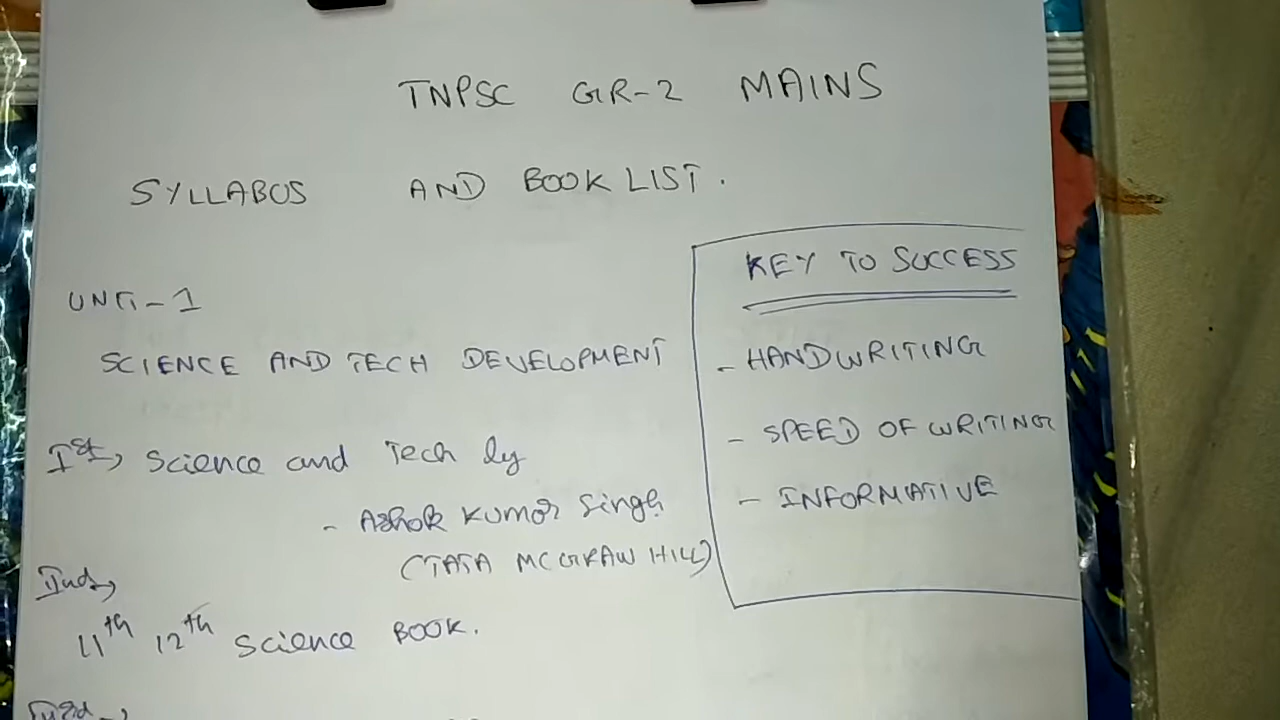 TNPSC GR-2 MAINS
SYLLABUS AND BOOK LIST.
UNIT-1
SCIENCE AND TECH DEVELOPMENT
Ist, Science and Tech by
- Ashok Kumar Singh
(TATA MCGRAW HILL)
IInd,
11th 12th Science BOOK.
KEY TO SUCCESS
- HANDWRITING
- SPEED OF WRITING
- INFORMATIVE